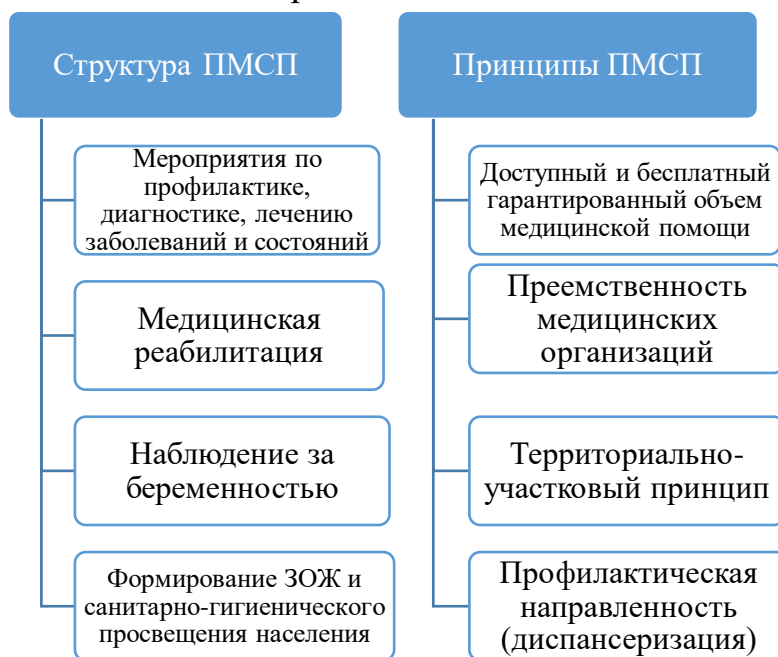 Структура ПМСП
Мероприятия по
профилактике,
диагностике, лечению
заболеваний и состояний
Медицинская
реабилитация
Наблюдение за
беременностью
Формирование ЗОЖ и
санитарно-гигиенического
просвещения населения
Принципы ПМСП
Доступный и бесплатный
гарантированный объем
медицинской помощи
Преемственность
медицинских
организаций
Территориально-
участковый принцип
Профилактическая
направленность
(диспансеризация)